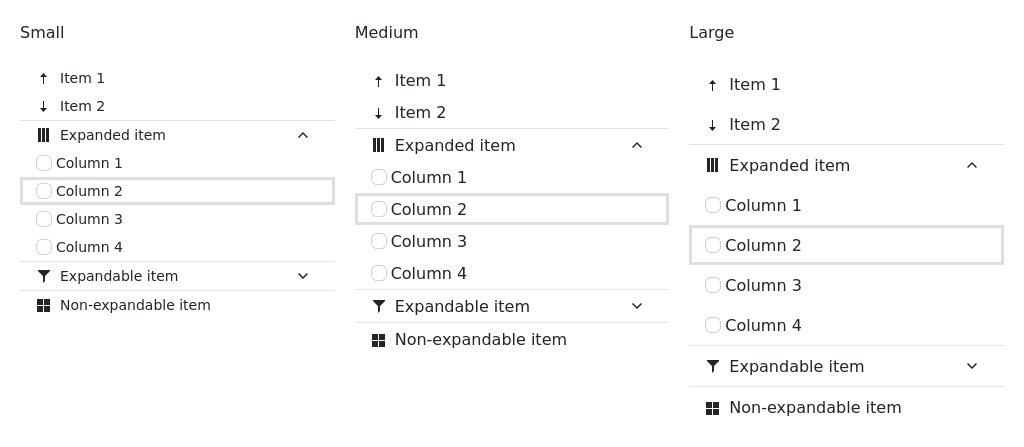 Small
Item 1
Item 2
Expanded item
Column 1
Column 2
Column 3
Column 4
Expandable item
Non-expandable item
Medium
Item 1
Item 2
Expanded item
Column 1
Column 2
Column 3
Column 4
Expandable item
Non-expandable item
Large
Item 1
Item 2
Expanded item
Column 1
Column 2
Column 3
Column 4
Expandable item
Non-expandable item